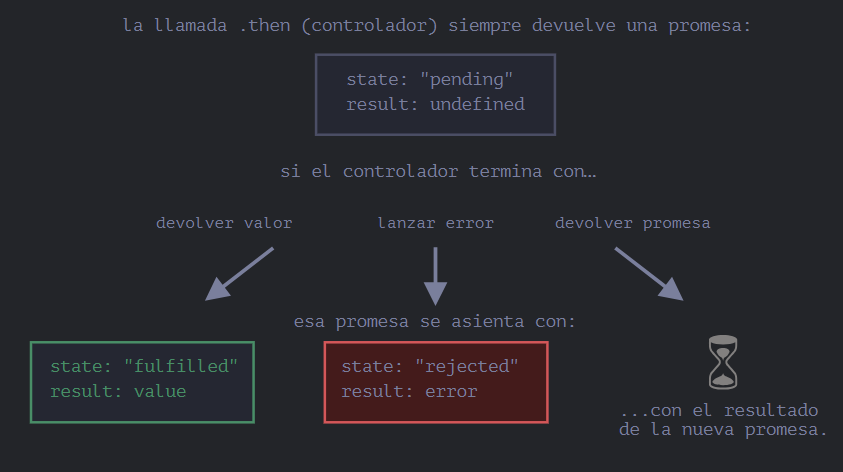 la llamada .then (controlador) siempre devuelve una promesa:
state: "pending"
result: undefined
si el controlador termina con...
devolver valor
lanzar error
devolver promesa
esa promesa se asienta con:
state: "fulfilled"
result: value
state: "rejected"
result: error
...con el resultado
de la nueva promesa.